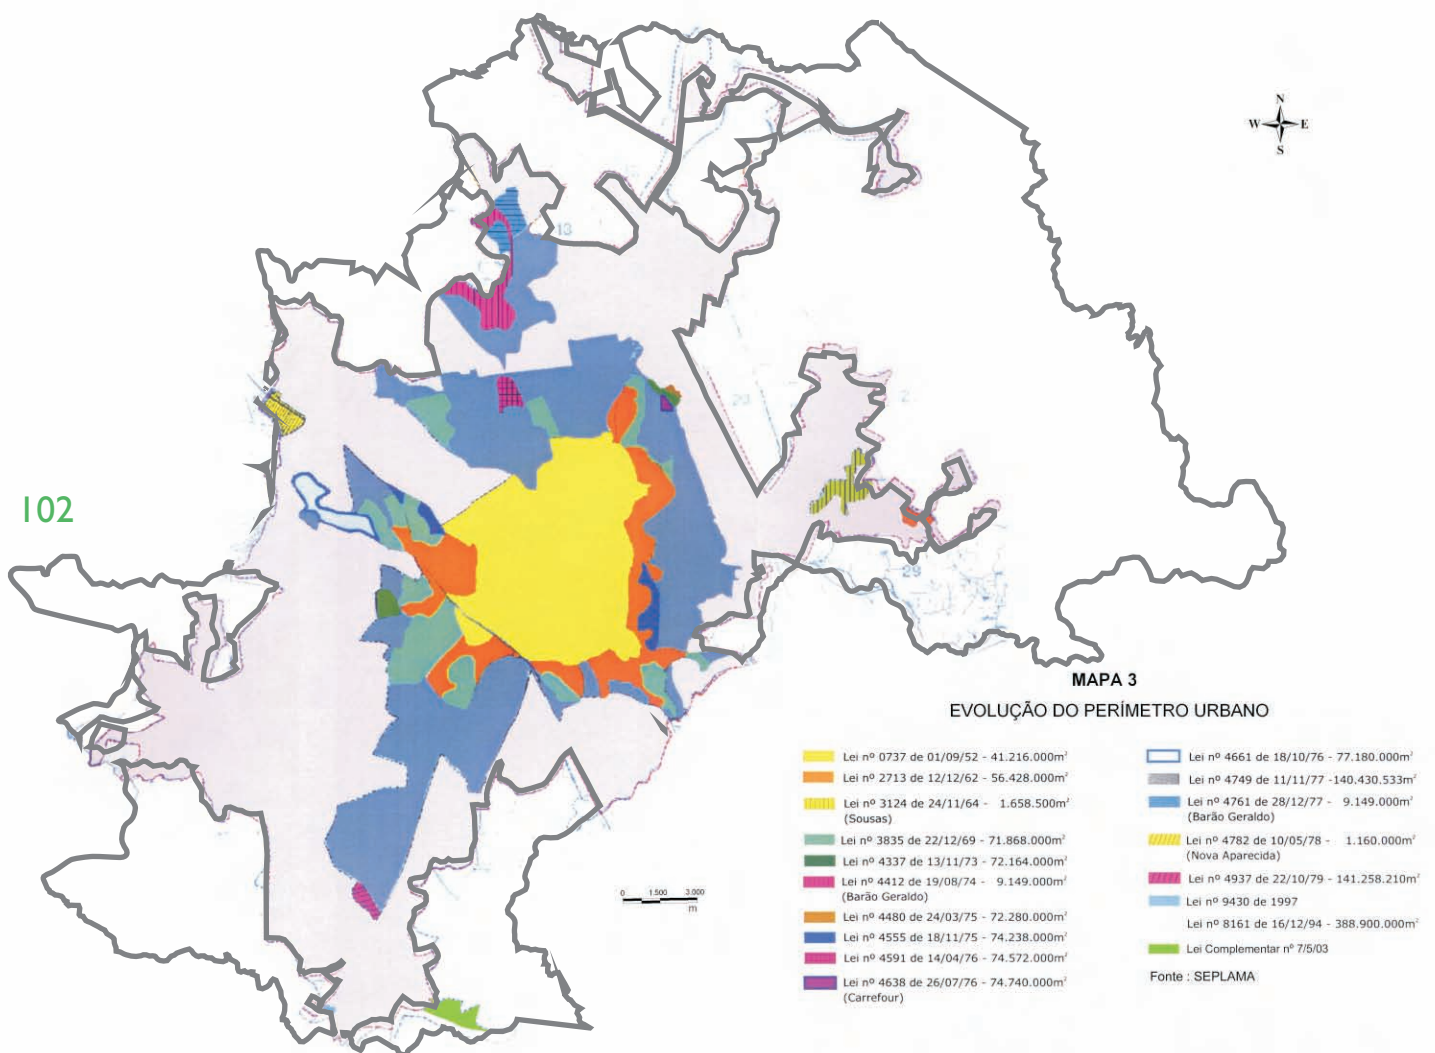 N
W E
S
13
23
2
102
23
MAPA 3
EVOLUÇÃO DO PERÍMETRO URBANO
Lei nº 0737 de 01/09/52 - 41.216.000m²
Lei nº 2713 de 12/12/62 - 56.428.000m²
Lei nº 3124 de 24/11/64 - 1.658.500m²
(Sousas)
Lei nº 3835 de 22/12/69 - 71.868.000m²
Lei nº 4337 de 13/11/73 - 72.164.000m²
Lei nº 4412 de 19/08/74 - 9.149.000m²
(Barão Geraldo)
Lei nº 4480 de 24/03/75 - 72.280.000m²
Lei nº 4555 de 18/11/75 - 74.238.000m²
Lei nº 4591 de 14/04/76 - 74.572.000m²
Lei nº 4638 de 26/07/76 - 74.740.000m²
(Carrefour)
Lei nº 4661 de 18/10/76 - 77.180.000m²
Lei nº 4749 de 11/11/77 -140.430.533m²
Lei nº 4761 de 28/12/77 - 9.149.000m²
(Barão Geraldo)
Lei nº 4782 de 10/05/78 - 1.160.000m²
(Nova Aparecida)
Lei nº 4937 de 22/10/79 - 141.258.210m²
Lei nº 9430 de 1997
Lei nº 8161 de 16/12/94 - 388.900.000m²
Lei Complementar nº 7/5/03
Fonte : SEPLAMA
0 1.500 3.000
m